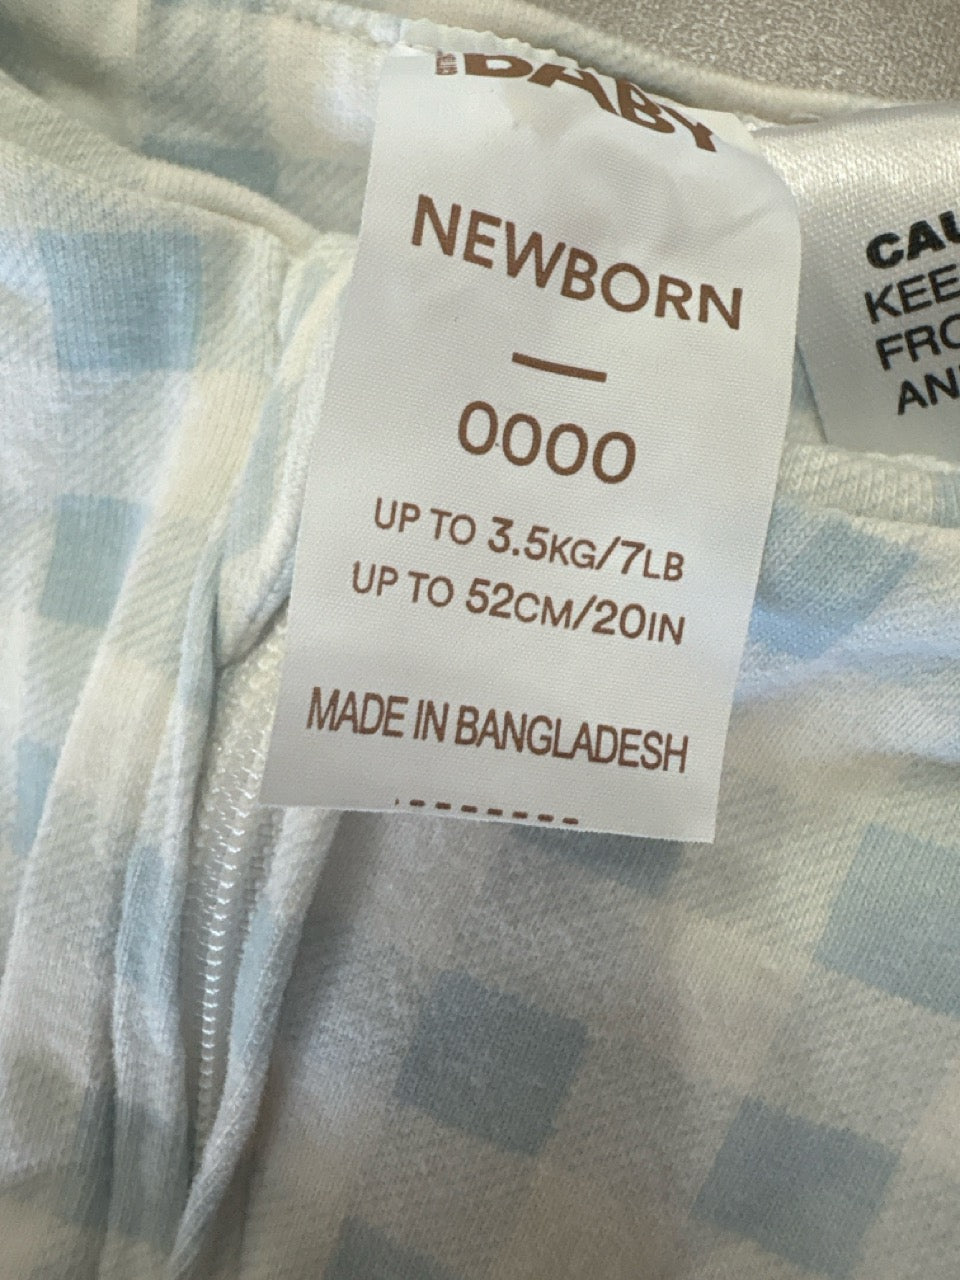 BABY
NEWBORN
—
0000
UP TO 3.5KG/7LB
UP TO 52CM/20IN
MADE IN BANGLADESH
CAU
KEE
FRO
AN